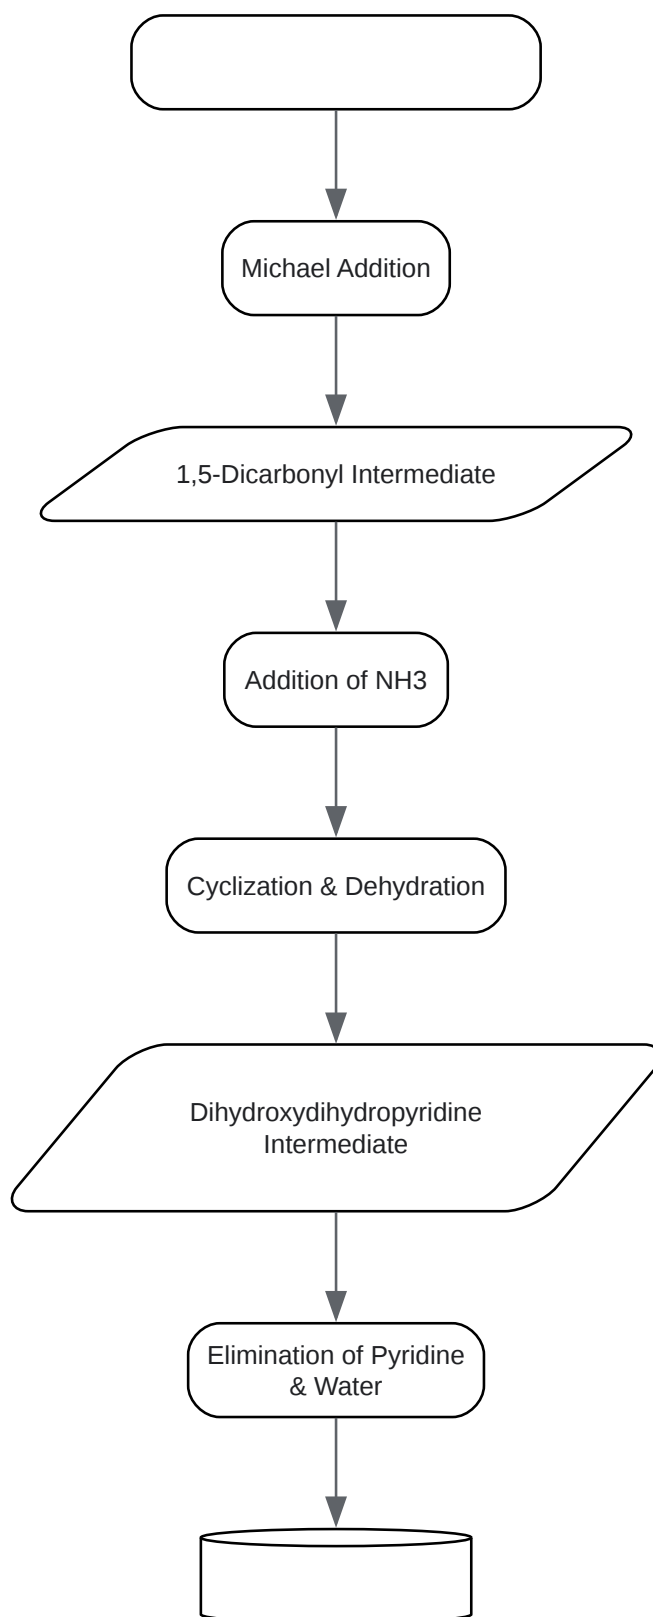 Michael Addition
1,5-Dicarbonyl Intermediate
Addition of NH3
Cyclization & Dehydration
Dihydroxydihydropyridine
Intermediate
Elimination of Pyridine
& Water